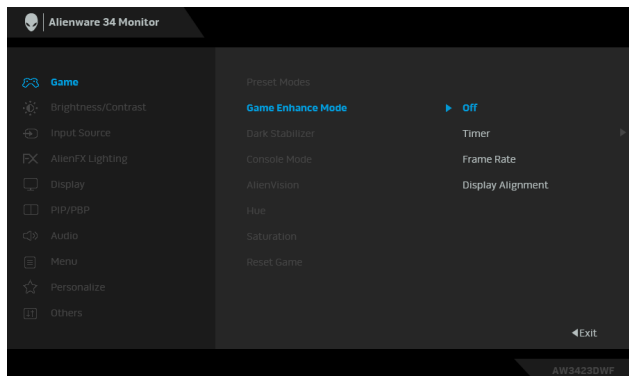 Alienware 34 Monitor
Game
Preset Modes
Brightness/Contrast
Game Enhance Mode
Off
Input Source
Dark Stabilizer
Timer
FX
AlienFX Lighting
Console Mode
Frame Rate
Display
AlienVision
Display Alignment
PIP/PBP
Hue
Audio
Saturation
Menu
Reset Game
Personalize
Others
Exit
AW3423DWF